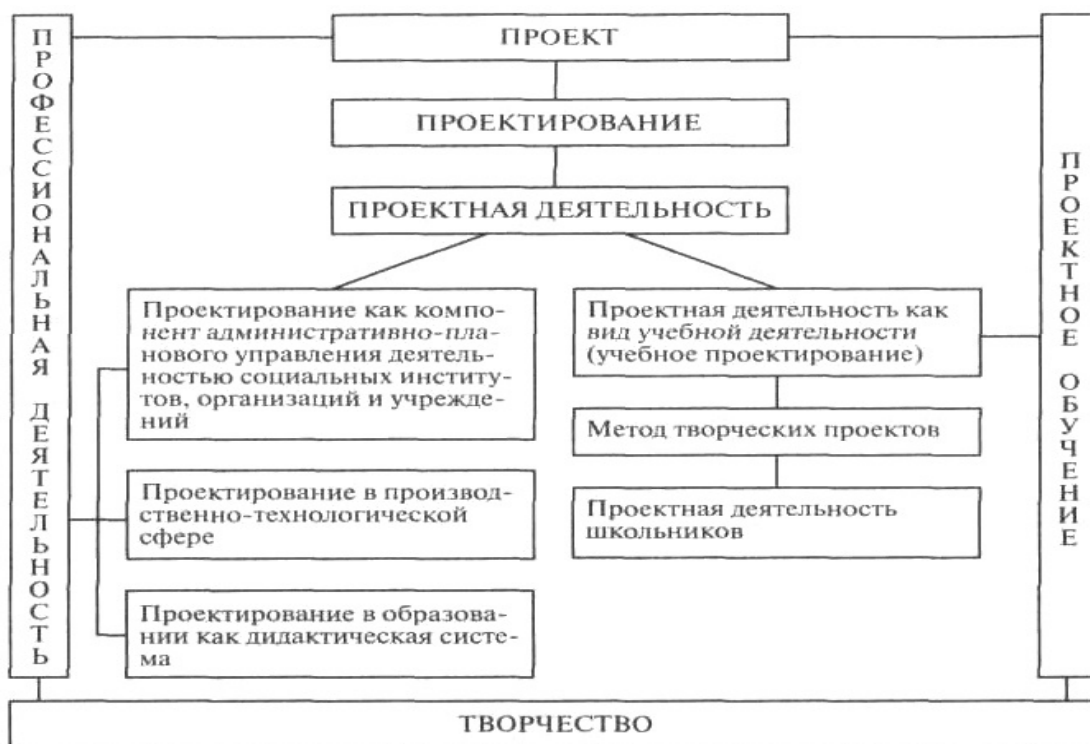 ПРОФЕССИОНАЛЬНАЯ ДЕЯТЕЛЬНОСТЬ
ПРОЕКТ
ПРОЕКТИРОВАНИЕ
ПРОЕКТНАЯ ДЕЯТЕЛЬНОСТЬ
Проектирование как компо-
нент административно-пла-
нового управления деятель-
ностью социальных институ-
тов, организаций и учрежде-
ний
Проектирование в производ-
ственно-технологической
сфере
Проектирование в образова-
нии как дидактическая систе-
ма
Проектная деятельность как
вид учебной деятельности
(учебное проектирование)
Метод творческих проектов
Проектная деятельность
школьников
ПРОЕКТНОЕ ОБУЧЕНИЕ
ТВОРЧЕСТВО